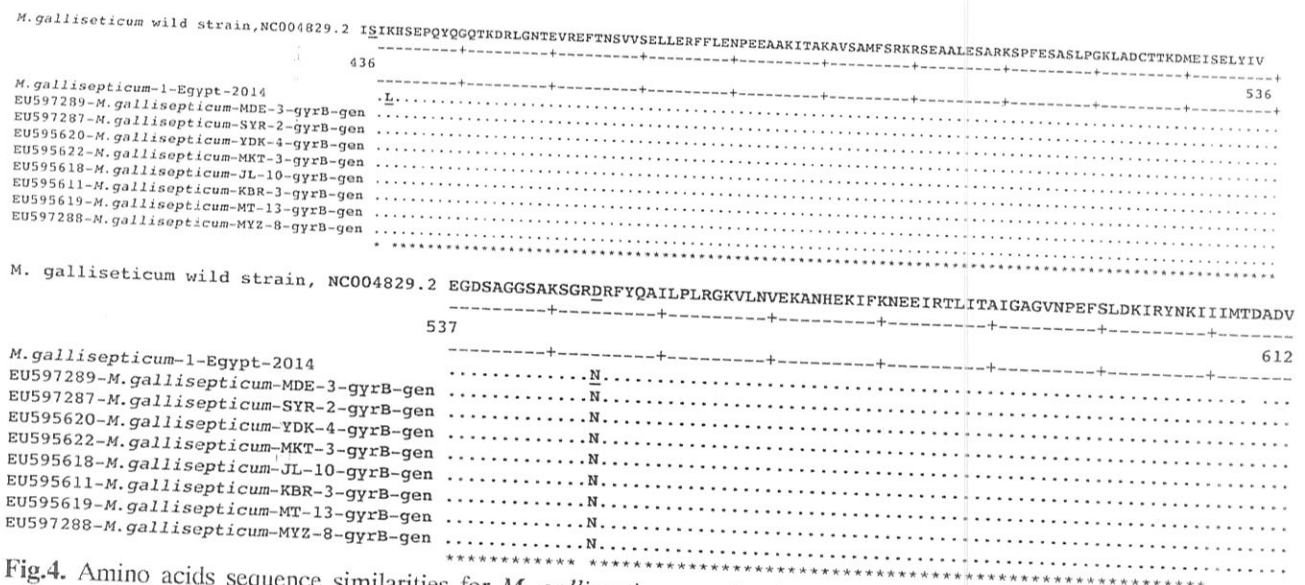 M.galliseticum wild strain,NC004829.2 ISIKHSEPQYQGQTKDRLGNTEVREFTNSVVSELLERFFLENPEEAAKITAKAVSAMFSRKRSEAALESARKSPFESASLPGKLADCTTKDMEISELYIV
---------+---------+---------+---------+---------+---------+---------+---------+---------+---------+
436 536
---------+---------+---------+---------+---------+---------+---------+---------+---------+---------+
M.gallisepticum-1-Egypt-2014 .L..................................................................................................
EU597289-M.gallisepticum-MDE-3-gyrB-gen ....................................................................................................
EU597287-M.gallisepticum-SYR-2-gyrB-gen ....................................................................................................
EU595620-M.gallisepticum-YDK-4-gyrB-gen ....................................................................................................
EU595622-M.gallisepticum-MKT-3-gyrB-gen ....................................................................................................
EU595618-M.gallisepticum-JL-10-gyrB-gen ....................................................................................................
EU595611-M.gallisepticum-KBR-3-gyrB-gen ....................................................................................................
EU595619-M.gallisepticum-MT-13-gyrB-gen ....................................................................................................
EU597288-M.gallisepticum-MYZ-8-gyrB-gen ....................................................................................................
* **************************************************************************************************
M. galliseticum wild strain, NC004829.2 EGDSAGGSAKSGRDRFYQAILPLRGKVLNVEKANHEKIFKNEEIRTLITAIGAGVNPEFSLDKIRYNKIIIMTDADV
---------+---------+---------+---------+---------+---------+---------+-------
537 612
---------+---------+---------+---------+---------+---------+---------+-------
M.gallisepticum-1-Egypt-2014 .............N.......................................................... ...
EU597289-M.gallisepticum-MDE-3-gyrB-gen .............N...............................................................
EU597287-M.gallisepticum-SYR-2-gyrB-gen .............N...............................................................
EU595620-M.gallisepticum-YDK-4-gyrB-gen .............N...............................................................
EU595622-M.gallisepticum-MKT-3-gyrB-gen .............N...............................................................
EU595618-M.gallisepticum-JL-10-gyrB-gen .............N...............................................................
EU595611-M.gallisepticum-KBR-3-gyrB-gen .............N...............................................................
EU595619-M.gallisepticum-MT-13-gyrB-gen .............N...............................................................
EU597288-M.gallisepticum-MYZ-8-gyrB-gen .............N...............................................................
************* ***************************************************************
Fig.4. Amino acids sequence similarities for M. galli